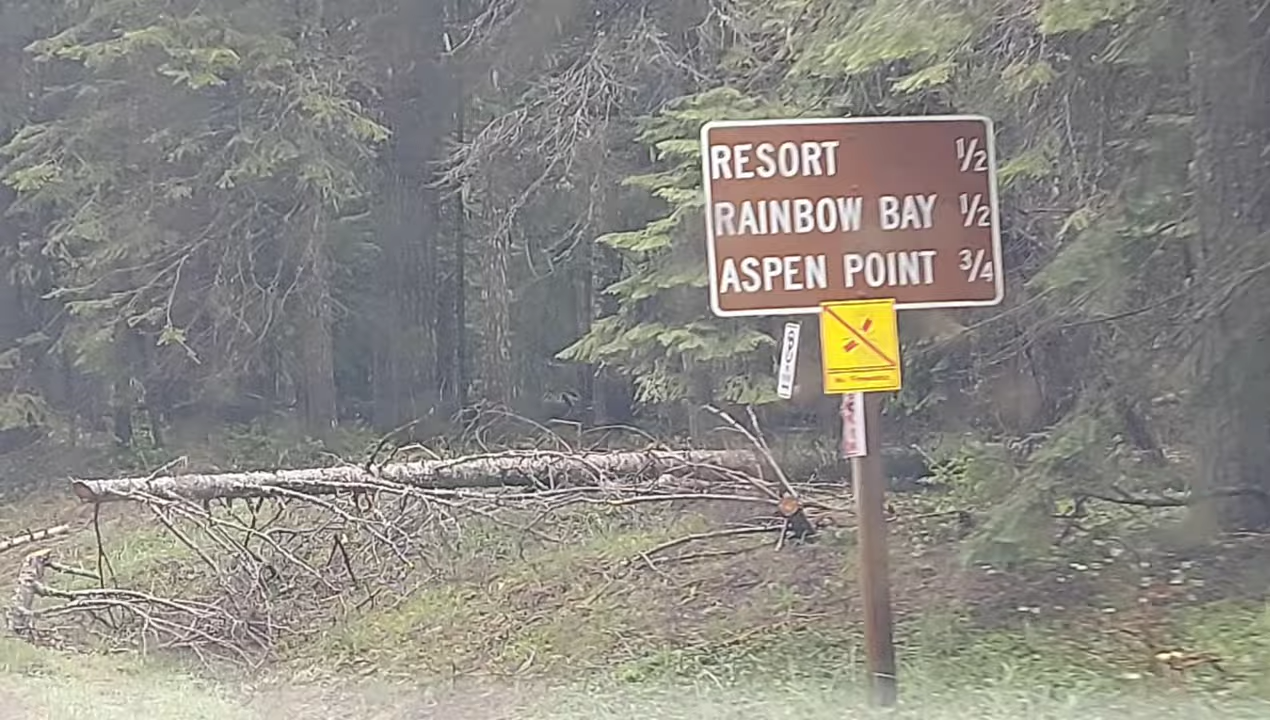 RESORT ½
RAINBOW BAY ½
ASPEN POINT ¾